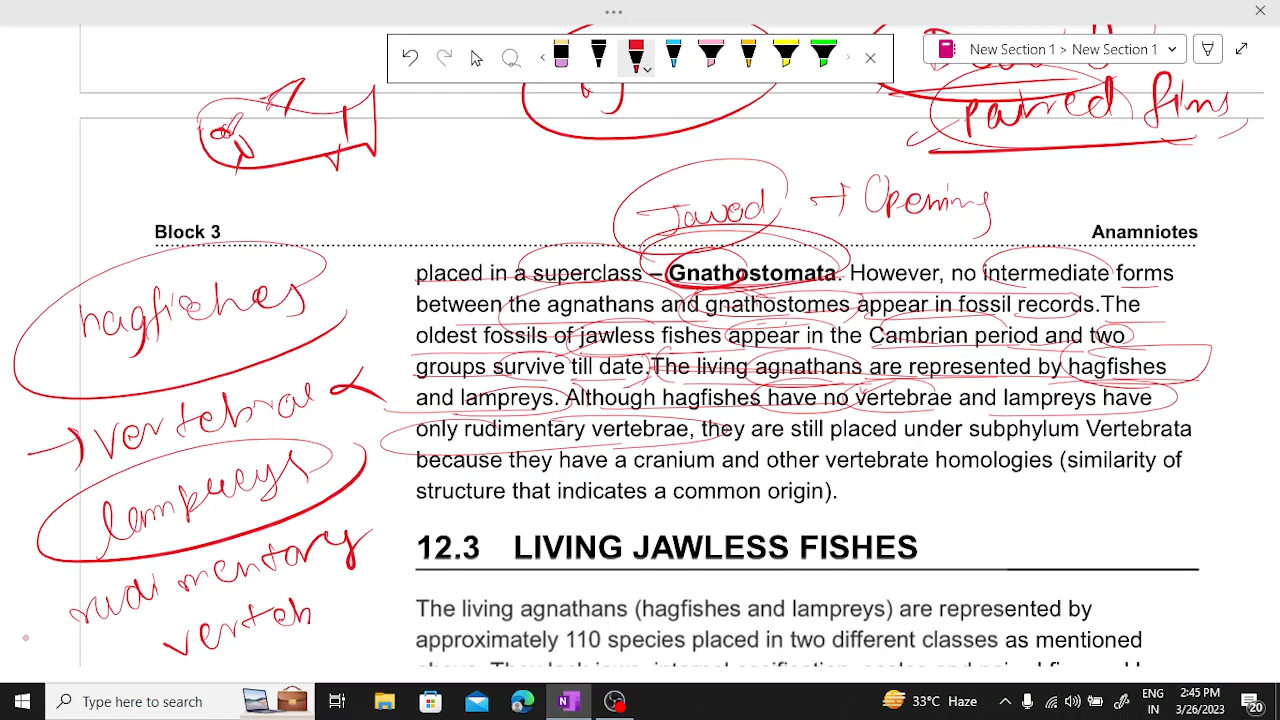 New Section 1 > New Section 1
paired fins
Jawed → Opening
Block 3
Anamniotes
placed in a superclass – Gnathostomata. However, no intermediate forms
between the agnathans and gnathostomes appear in fossil records.The
oldest fossils of jawless fishes appear in the Cambrian period and two
groups survive till date.The living agnathans are represented by hagfishes
and lampreys. Although hagfishes have no vertebrae and lampreys have
only rudimentary vertebrae, they are still placed under subphylum Vertebrata
because they have a cranium and other vertebrate homologies (similarity of
structure that indicates a common origin).
hagfishes
→ vertebrae
lampreys
rudimentory
verteb
12.3 LIVING JAWLESS FISHES
The living agnathans (hagfishes and lampreys) are represented by
approximately 110 species placed in two different classes as mentioned
Type here to search
33°C Haze
ENG
IN
2:45 PM
3/26/2023
20